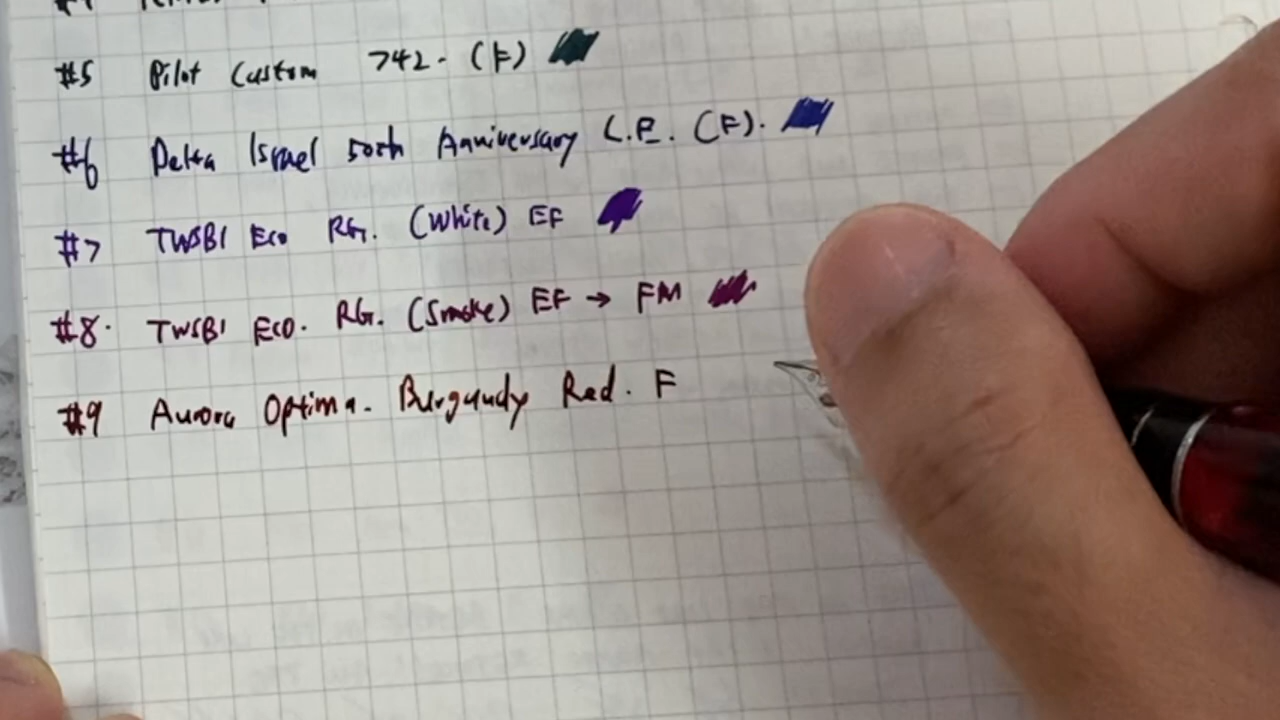 #5 Pilot Custom 742. (F)
#6 Delta Israel 50th Anniversary L.E. (F).
#7 TWSBI Eco RG. (White) EF
#8. TWSBI ECO. RG. (Smoke) EF → FM
#9 Aurora Optima. Burgundy Red. F